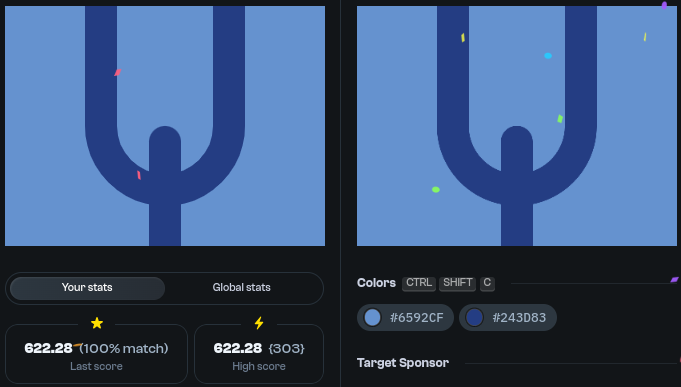 Your stats
Global stats
622.28 (100% match)
Last score
622.28 {303}
High score
Colors CTRL SHIFT C
#6592CF #243D83
Target Sponsor